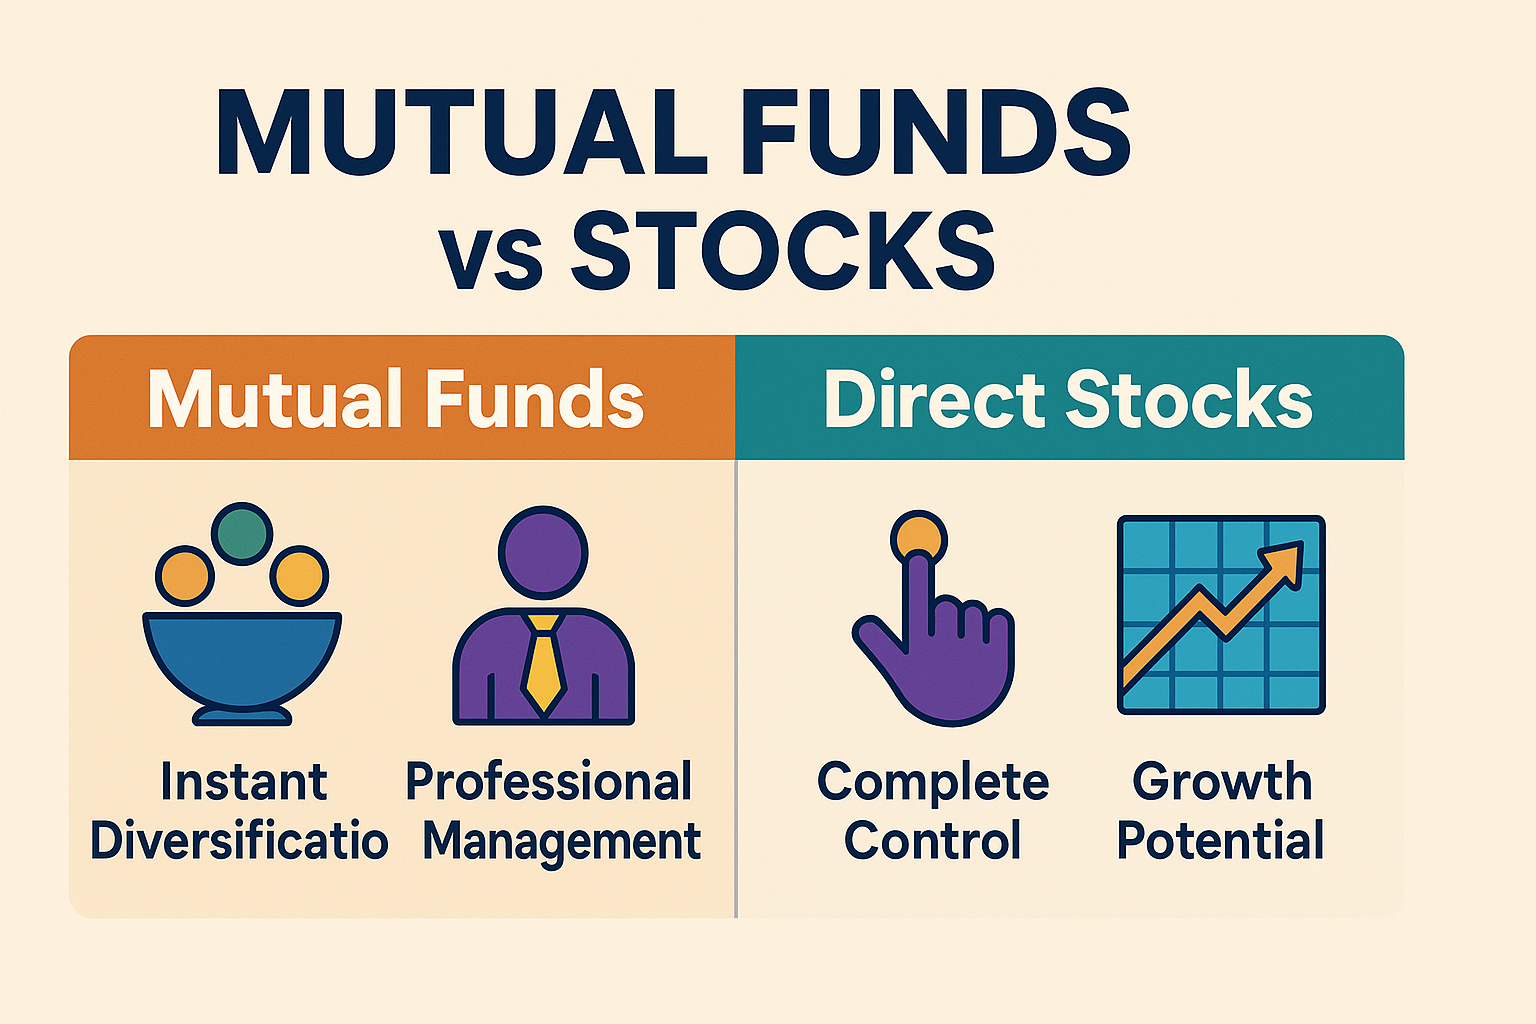 MUTUAL FUNDS
vs STOCKS
Mutual Funds
Direct Stocks
Instant
Diversificatio
Professional
Management
Complete
Control
Growth
Potential